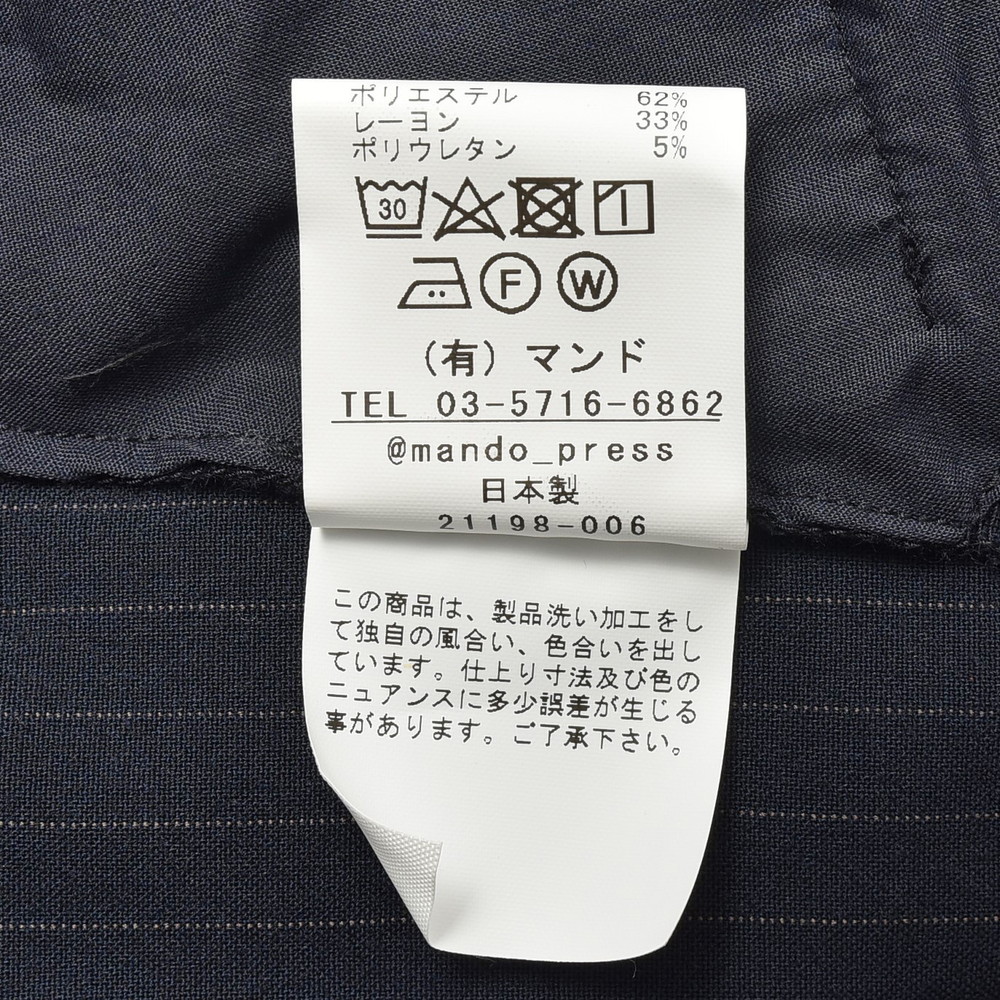 ポリエステル 62%
レーヨン 33%
ポリウレタン 5%
30
F W
(有) マンド
TEL 03-5716-6862
@mando_press
日本製
21198-006
この商品は、製品洗い加工をし
て独自の風合い、色合いを出し
ています。仕上り寸法及び色の
ニュアンスに多少誤差が生じる
事があります。ご了承下さい。